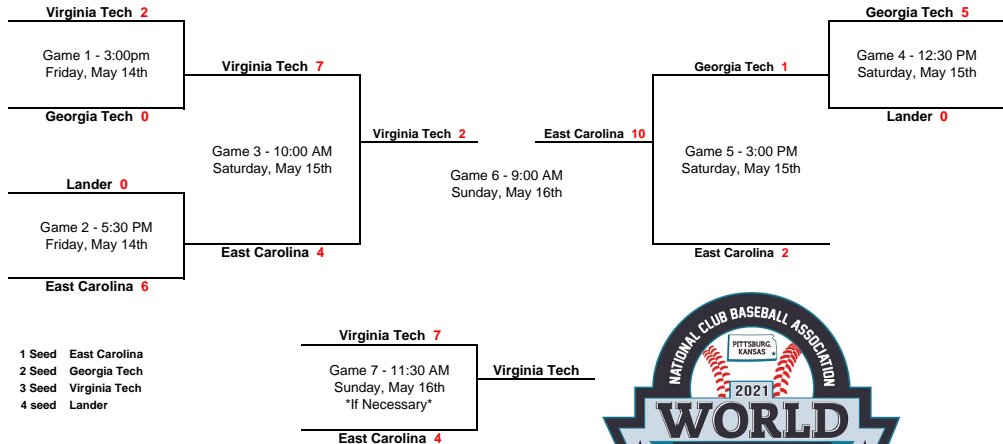 Virginia Tech 2
Game 1 - 3:00pm
Friday, May 14th
Georgia Tech 0
Lander 0
Game 2 - 5:30 PM
Friday, May 14th
East Carolina 6
Virginia Tech 7
Game 3 - 10:00 AM
Saturday, May 15th
East Carolina 4
Virginia Tech 2
East Carolina 10
Game 6 - 9:00 AM
Sunday, May 16th
Georgia Tech 1
Game 5 - 3:00 PM
Saturday, May 15th
East Carolina 2
Georgia Tech 5
Game 4 - 12:30 PM
Saturday, May 15th
Lander 0
1 Seed East Carolina
2 Seed Georgia Tech
3 Seed Virginia Tech
4 seed Lander
Virginia Tech 7
Game 7 - 11:30 AM
Sunday, May 16th
*If Necessary*
East Carolina 4
Virginia Tech
NATIONAL CLUB BASEBALL ASSOCIATION
PITTSBURG,
KANSAS
2021
WORLD